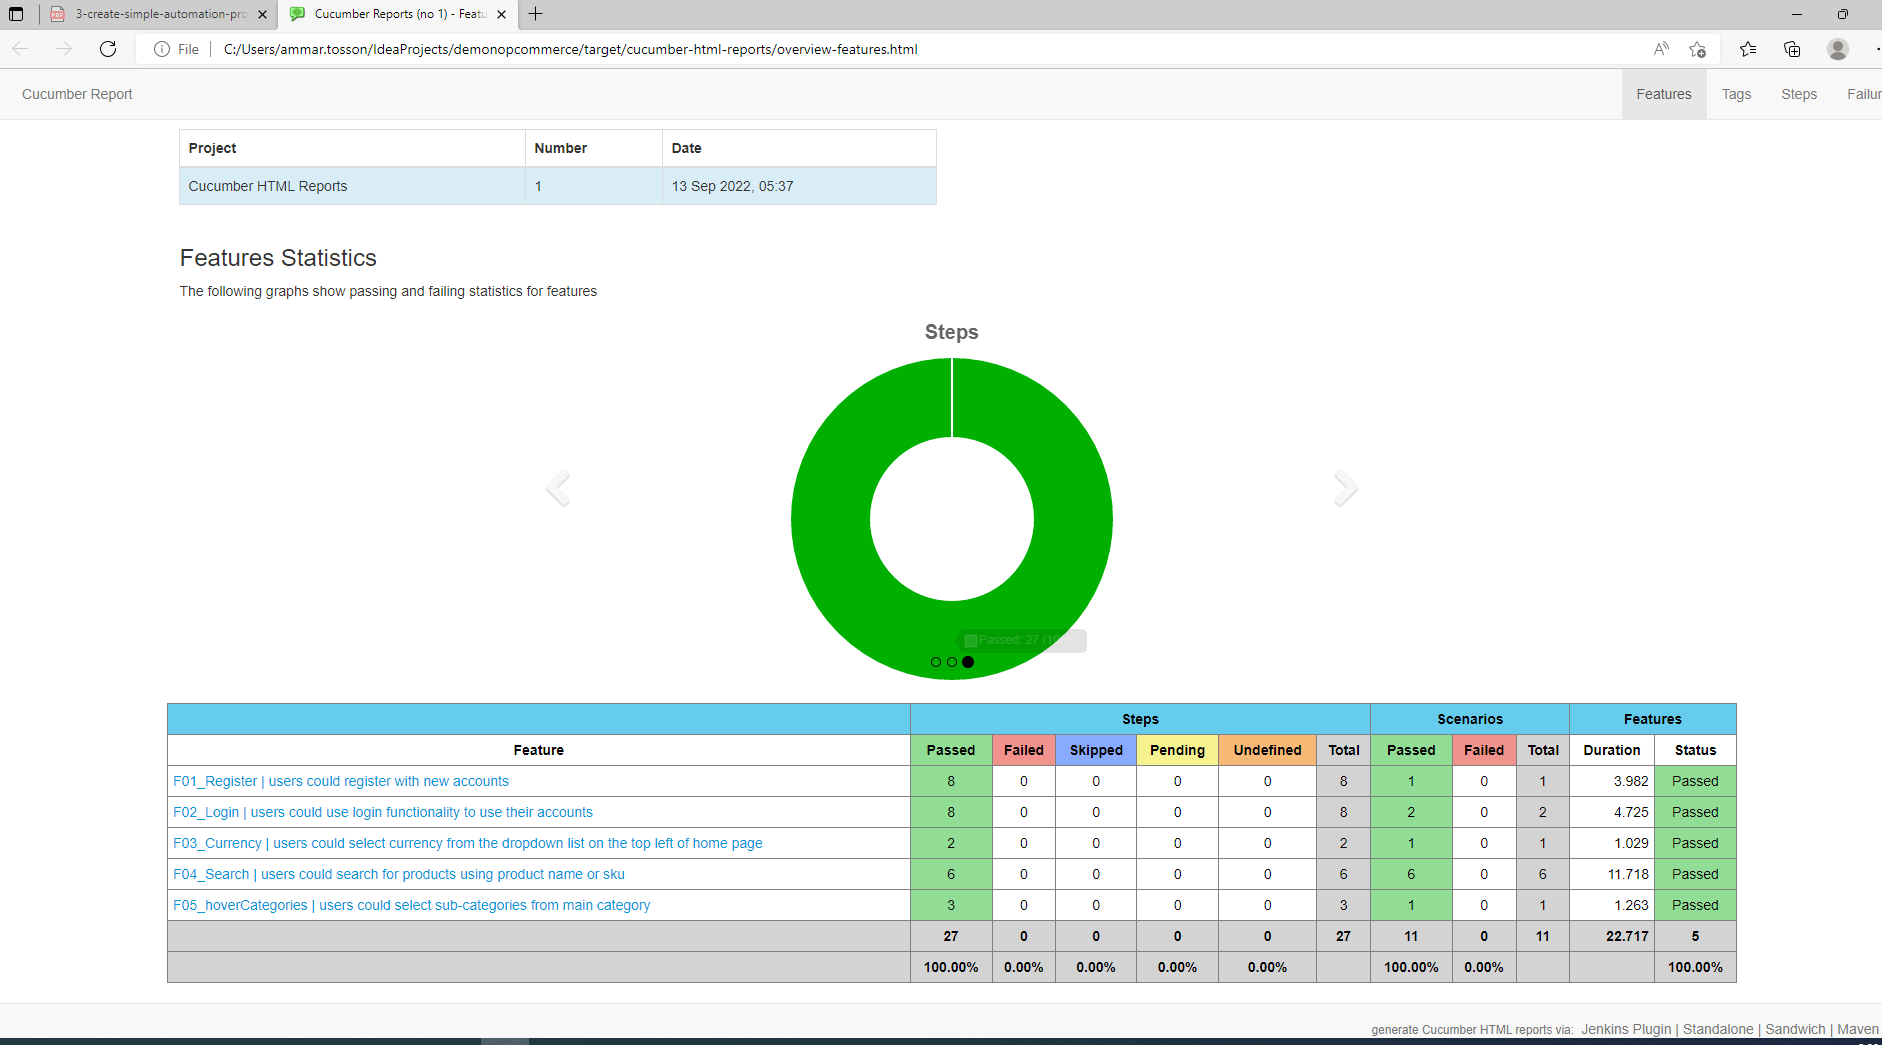 3-create-simple-automation-pro
Cucumber Reports (no 1) - Featu
File C:/Users/ammar.tosson/IdeaProjects/demonopcommerce/target/cucumber-html-reports/overview-features.html
Cucumber Report Features Tags Steps Failur
Project Number Date
Cucumber HTML Reports 1 13 Sep 2022, 05:37
Features Statistics
The following graphs show passing and failing statistics for features
Steps
Passed: 27
Steps Scenarios Features
Feature Passed Failed Skipped Pending Undefined Total Passed Failed Total Duration Status
F01_Register | users could register with new accounts 8 0 0 0 0 8 1 0 1 3.982 Passed
F02_Login | users could use login functionality to use their accounts 8 0 0 0 0 8 2 0 2 4.725 Passed
F03_Currency | users could select currency from the dropdown list on the top left of home page 2 0 0 0 0 2 1 0 1 1.029 Passed
F04_Search | users could search for products using product name or sku 6 0 0 0 0 6 6 0 6 11.718 Passed
F05_hoverCategories | users could select sub-categories from main category 3 0 0 0 0 3 1 0 1 1.263 Passed
27 0 0 0 0 27 11 0 11 22.717 5
100.00% 0.00% 0.00% 0.00% 0.00% 100.00% 0.00% 100.00%
generate Cucumber HTML reports via: Jenkins Plugin | Standalone | Sandwich | Maven